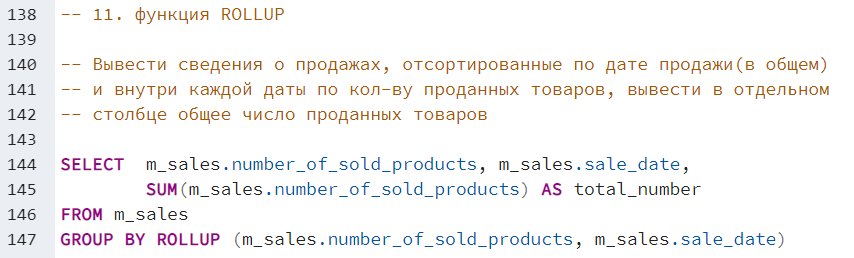 138 -- 11. функция ROLLUP
139
140 -- Вывести сведения о продажах, отсортированные по дате продажи(в общем)
141 -- и внутри каждой даты по кол-ву проданных товаров, вывести в отдельном
142 -- столбце общее число проданных товаров
143
144 SELECT  m_sales.number_of_sold_products, m_sales.sale_date,
145         SUM(m_sales.number_of_sold_products) AS total_number
146 FROM m_sales
147 GROUP BY ROLLUP (m_sales.number_of_sold_products, m_sales.sale_date)